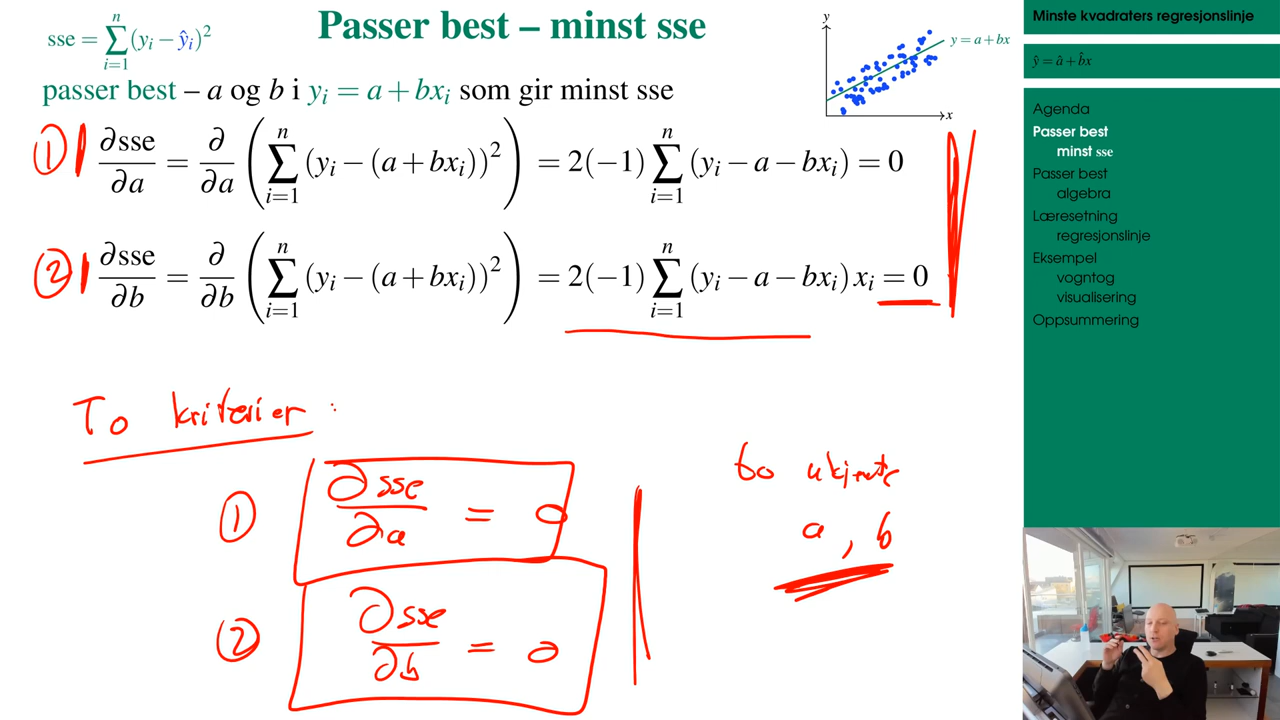 Passer best – minst sse
sse = ∑_{i=1}^{n} (y_i − ŷ_i)^2
passer best – a og b i y_i = a + bx_i som gir minst sse
y
y = a + bx
x
① ∂sse/∂a = ∂/∂a (∑_{i=1}^{n} (y_i − (a + bx_i))^2) = 2(−1) ∑_{i=1}^{n} (y_i − a − bx_i) = 0
② ∂sse/∂b = ∂/∂b (∑_{i=1}^{n} (y_i − (a + bx_i))^2) = 2(−1) ∑_{i=1}^{n} (y_i − a − bx_i) x_i = 0
To kriterier :
① ∂sse/∂a = 0
② ∂sse/∂b = 0
to ukjente
a, b
Minste kvadraters regresjonslinje
ŷ = â + b̂x
Agenda
Passer best
minst sse
Passer best
algebra
Læresetning
regresjonslinje
Eksempel
vogntog
visualisering
Oppsummering